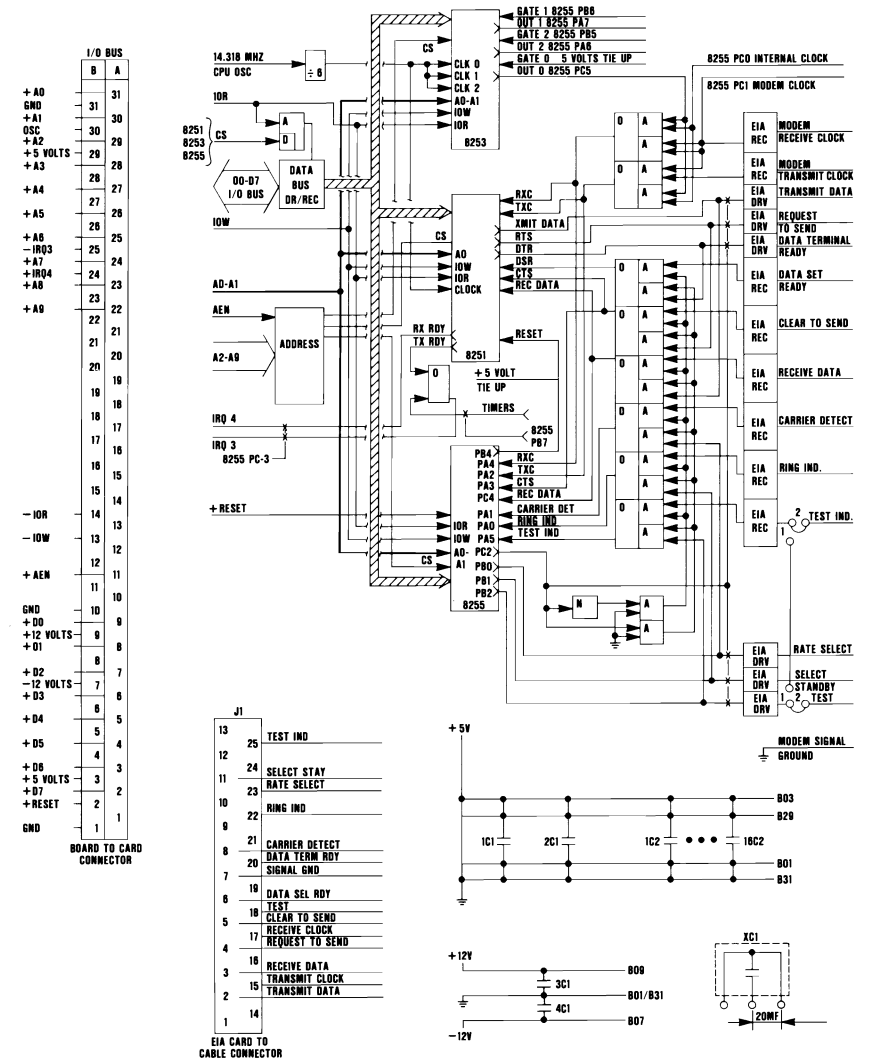 I/O BUS
B A
+ A0
GND
+ A1
OSC
+ A2
+ 5 VOLTS
+ A3
+ A4
+ A5
+ A6
−IRQ3
+ A7
+IRQ4
+ A8
+ A9
− IOR
− IOW
+ AEN
GND
+ D0
+12 VOLTS
+ D1
+ D2
−12 VOLTS
+ D3
+ D4
+ D5
+ D6
+ 5 VOLTS
+ D7
+RESET
GND
31
30
29
28
27
26
25
24
23
22
21
20
19
18
17
16
15
14
13
12
11
10
9
8
7
6
5
4
3
2
1
31
30
29
28
27
26
25
24
23
22
21
20
19
18
17
16
15
14
13
12
11
10
9
8
7
6
5
4
3
2
1
BOARD TO CARD
CONNECTOR
14.318 MHZ
CPU OSC
÷ 6
IOR
8251
8253
8255
CS
A
D
00-D7
I/O BUS
DATA
BUS
DR/REC
IOW
AD-A1
AEN
A2-A9
ADDRESS
IRQ 4
IRQ 3
8255 PC-3
+ RESET
GATE 1 8255 PB6
OUT 1 8255 PA7
GATE 2 8255 PB5
OUT 2 8255 PA6
GATE 0 5 VOLTS TIE UP
OUT 0 8255 PC5
CS
CLK 0
CLK 1
CLK 2
A0-A1
IOW
IOR
8253
CS
A0
IOW
IOR
CLOCK
RXC
TXC
XMIT DATA
RTS
DTR
DSR
CTS
REC DATA
RX RDY
TX RDY
8251
RESET
O
+ 5 VOLT
TIE UP
TIMERS
8255
PB7
PB4
PA4 RXC
PA2 TXC
PA3 CTS
PC4 REC DATA
PA1 CARRIER DET
IOR PA0 RING IND
IOW PA5 TEST IND
A0- PC2
CS A1 PB0
PB1
PB2
8255
8255 PC0 INTERNAL CLOCK
8255 PC1 MODEM CLOCK
O A
A
O A
A
O A
A
O A
A
O A
A
O A
A
O A
A
O A
A
N A
A
EIA REC
MODEM
RECEIVE CLOCK
EIA REC
MODEM
TRANSMIT CLOCK
EIA DRV
TRANSMIT DATA
EIA DRV
REQUEST
TO SEND
EIA DRV
DATA TERMINAL
READY
EIA REC
DATA SET
READY
EIA REC
CLEAR TO SEND
EIA REC
RECEIVE DATA
EIA REC
CARRIER DETECT
EIA REC
RING IND.
EIA REC
2 TEST IND.
1
EIA DRV
RATE SELECT
EIA DRV
SELECT
STANDBY
EIA DRV
1 2 TEST
MODEM SIGNAL
GROUND
J1
13
25 TEST IND
12
24 SELECT STAY
11
23 RATE SELECT
10
22 RING IND
9
21 CARRIER DETECT
8
20 DATA TERM RDY
7 SIGNAL GND
19 DATA SEL RDY
6
18 TEST
5 CLEAR TO SEND
17 RECEIVE CLOCK
4 REQUEST TO SEND
16 RECEIVE DATA
3
15 TRANSMIT CLOCK
2 TRANSMIT DATA
14
1
EIA CARD TO
CABLE CONNECTOR
+ 5V
B03
B29
1C1 2C1 1C2 16C2
B01
B31
+12V
B09
3C1
B01/B31
4C1
B07
−12V
XC1
20MF